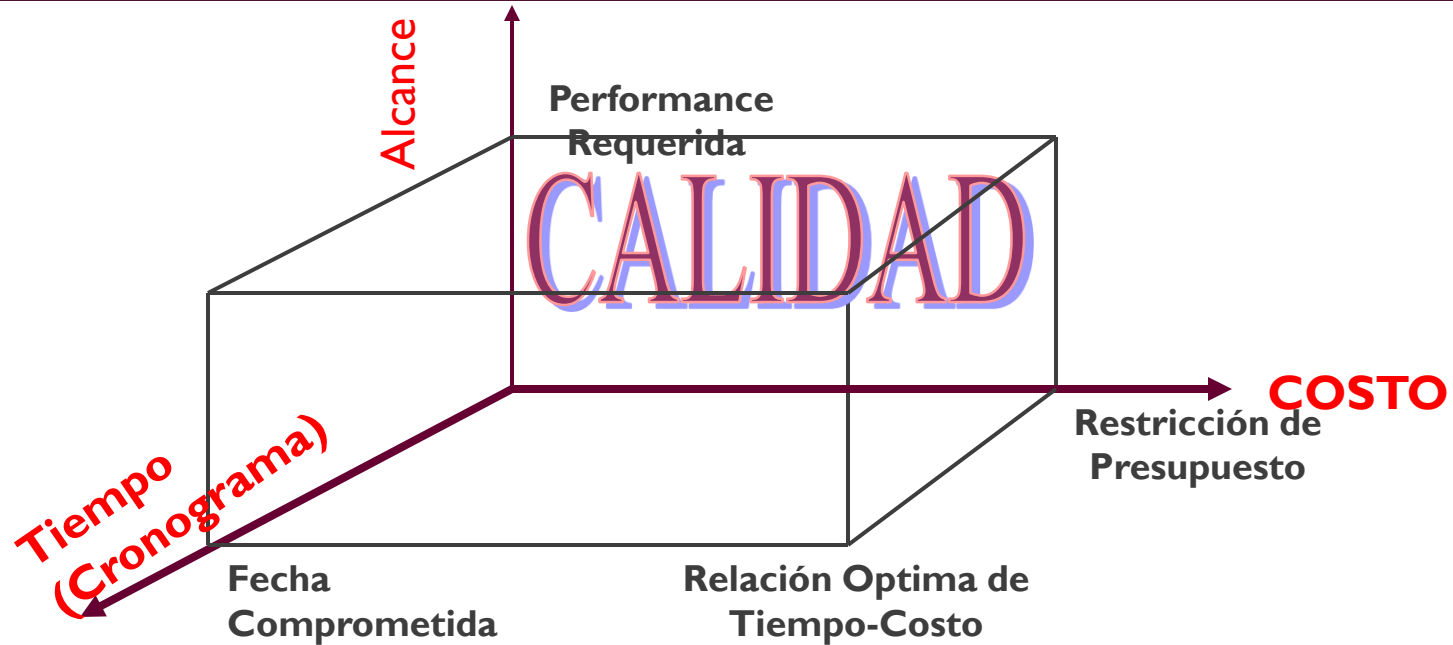 Alcance
Performance
Requerida
CALIDAD
COSTO
Restricción de
Presupuesto
Tiempo
(Cronograma)
Fecha
Comprometida
Relación Optima de
Tiempo-Costo